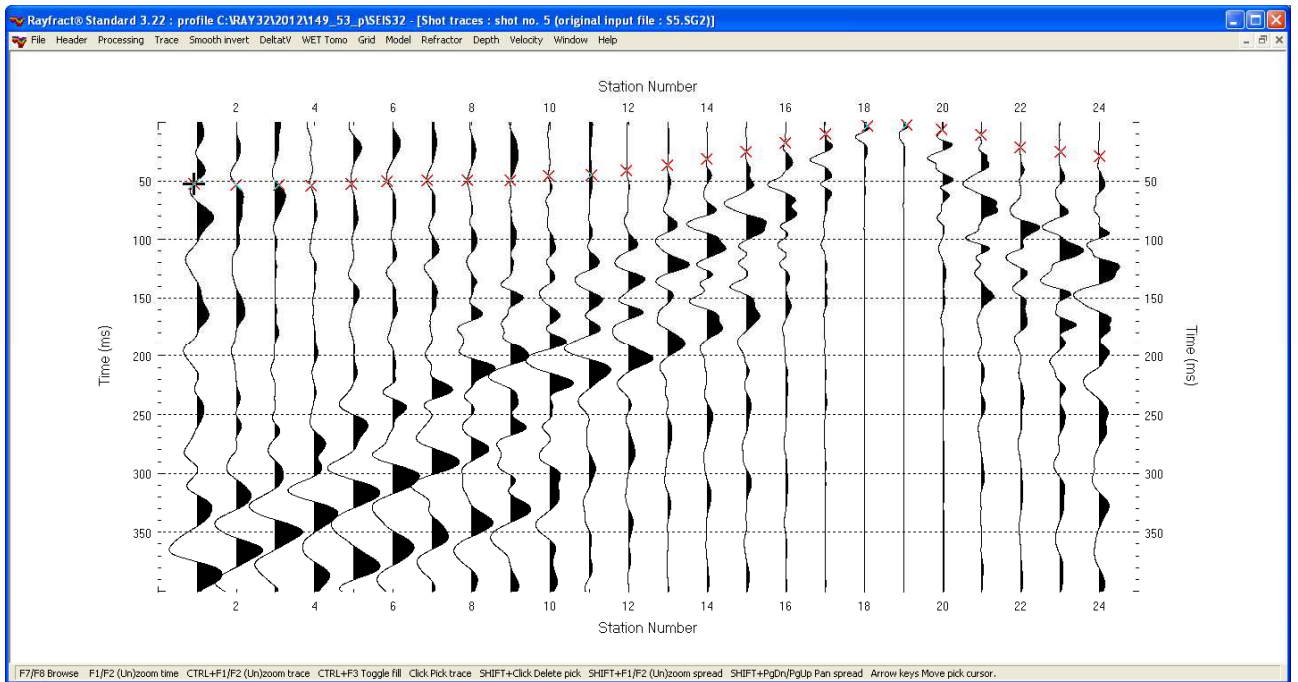 Rayfract® Standard 3.22 : profile C:\RAY32\2012\149_53_p\SEIS32 - [Shot traces : shot no. 5 (original input file : S5.SG2)]
File Header Processing Trace Smooth invert DeltatV WET Tomo Grid Model Refractor Depth Velocity Window Help
Station Number
2 4 6 8 10 12 14 16 18 20 22 24
50 50
100 100
150 150
Time (ms) Time (ms)
200 200
250 250
300 300
350 350
2 4 6 8 10 12 14 16 18 20 22 24
Station Number
F7/F8 Browse F1/F2 (Un)zoom time CTRL+F1/F2 (Un)zoom trace CTRL+F3 Toggle fill Click Pick trace SHIFT+Click Delete pick SHIFT+F1/F2 (Un)zoom spread SHIFT+PgDn/PgUp Pan spread Arrow keys Move pick cursor.